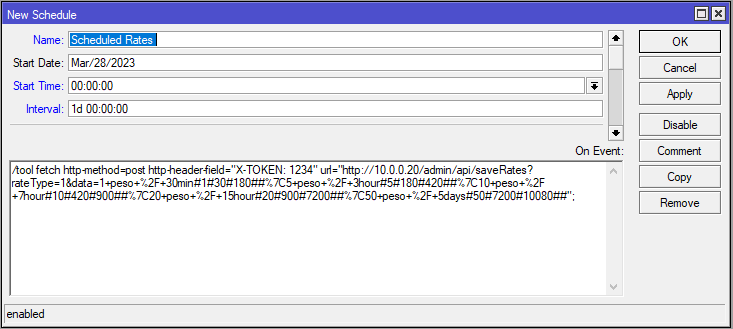 New Schedule
Name: Scheduled Rates
Start Date: Mar/28/2023
Start Time: 00:00:00
Interval: 1d 00:00:00
On Event:
/tool fetch http-method=post http-header-field="X-TOKEN: 1234" url="http://10.0.0.20/admin/api/saveRates?
rateType=1&data=1+peso+%2F+30min#1#30#180##%7C5+peso+%2F+3hour#5#180#420##%7C10+peso+%2F
+7hour#10#420#900##%7C20+peso+%2F+15hour#20#900#7200##%7C50+peso+%2F+5days#50#7200#10080##";
OK
Cancel
Apply
Disable
Comment
Copy
Remove
enabled